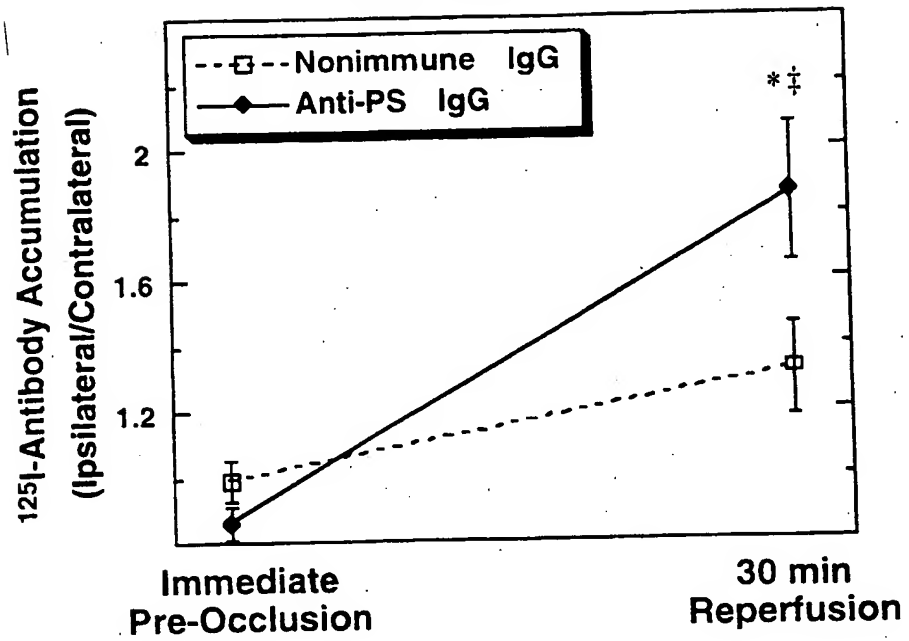 Nonimmune IgG
Anti-PS IgG
*‡
2
1.6
1.2
¹²⁵I-Antibody Accumulation
(Ipsilateral/Contralateral)
Immediate
Pre-Occlusion
30 min
Reperfusion